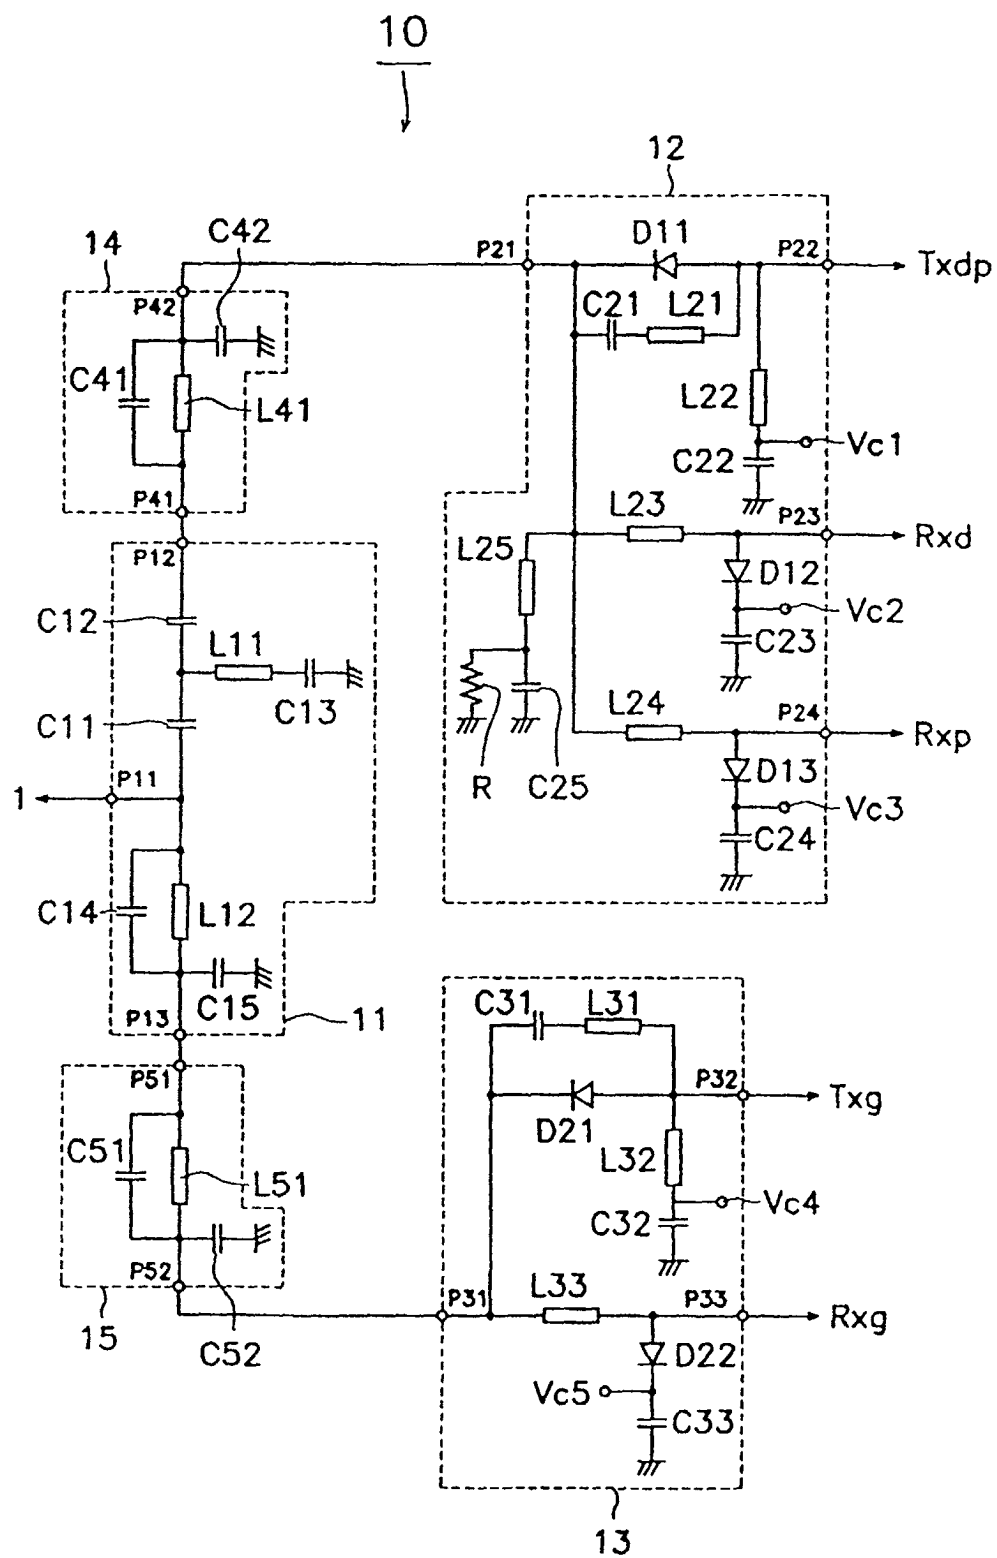 10
12
C42
14
P21
D11
P22
Txdp
P42
C21
L21
C41
L41
L22
Vc1
C22
P41
L23
P23
Rxd
P12
L25
D12
C12
Vc2
L11
C23
C13
C11
L24
P24
Rxp
P11
R
C25
D13
1
Vc3
C24
C14
L12
C15
C31
L31
P13
11
P51
P32
Txg
D21
C51
L32
L51
Vc4
C32
P52
L33
P31
P33
Rxg
15
C52
D22
Vc5
C33
13